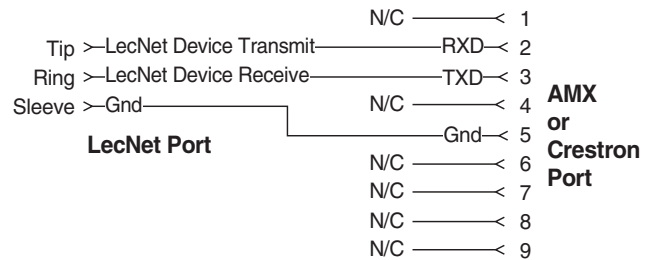 N/C 1
Tip LecNet Device Transmit RXD 2
Ring LecNet Device Receive TXD 3
Sleeve Gnd N/C 4
Gnd 5
N/C 6
N/C 7
N/C 8
N/C 9
LecNet Port
AMX
or
Crestron
Port